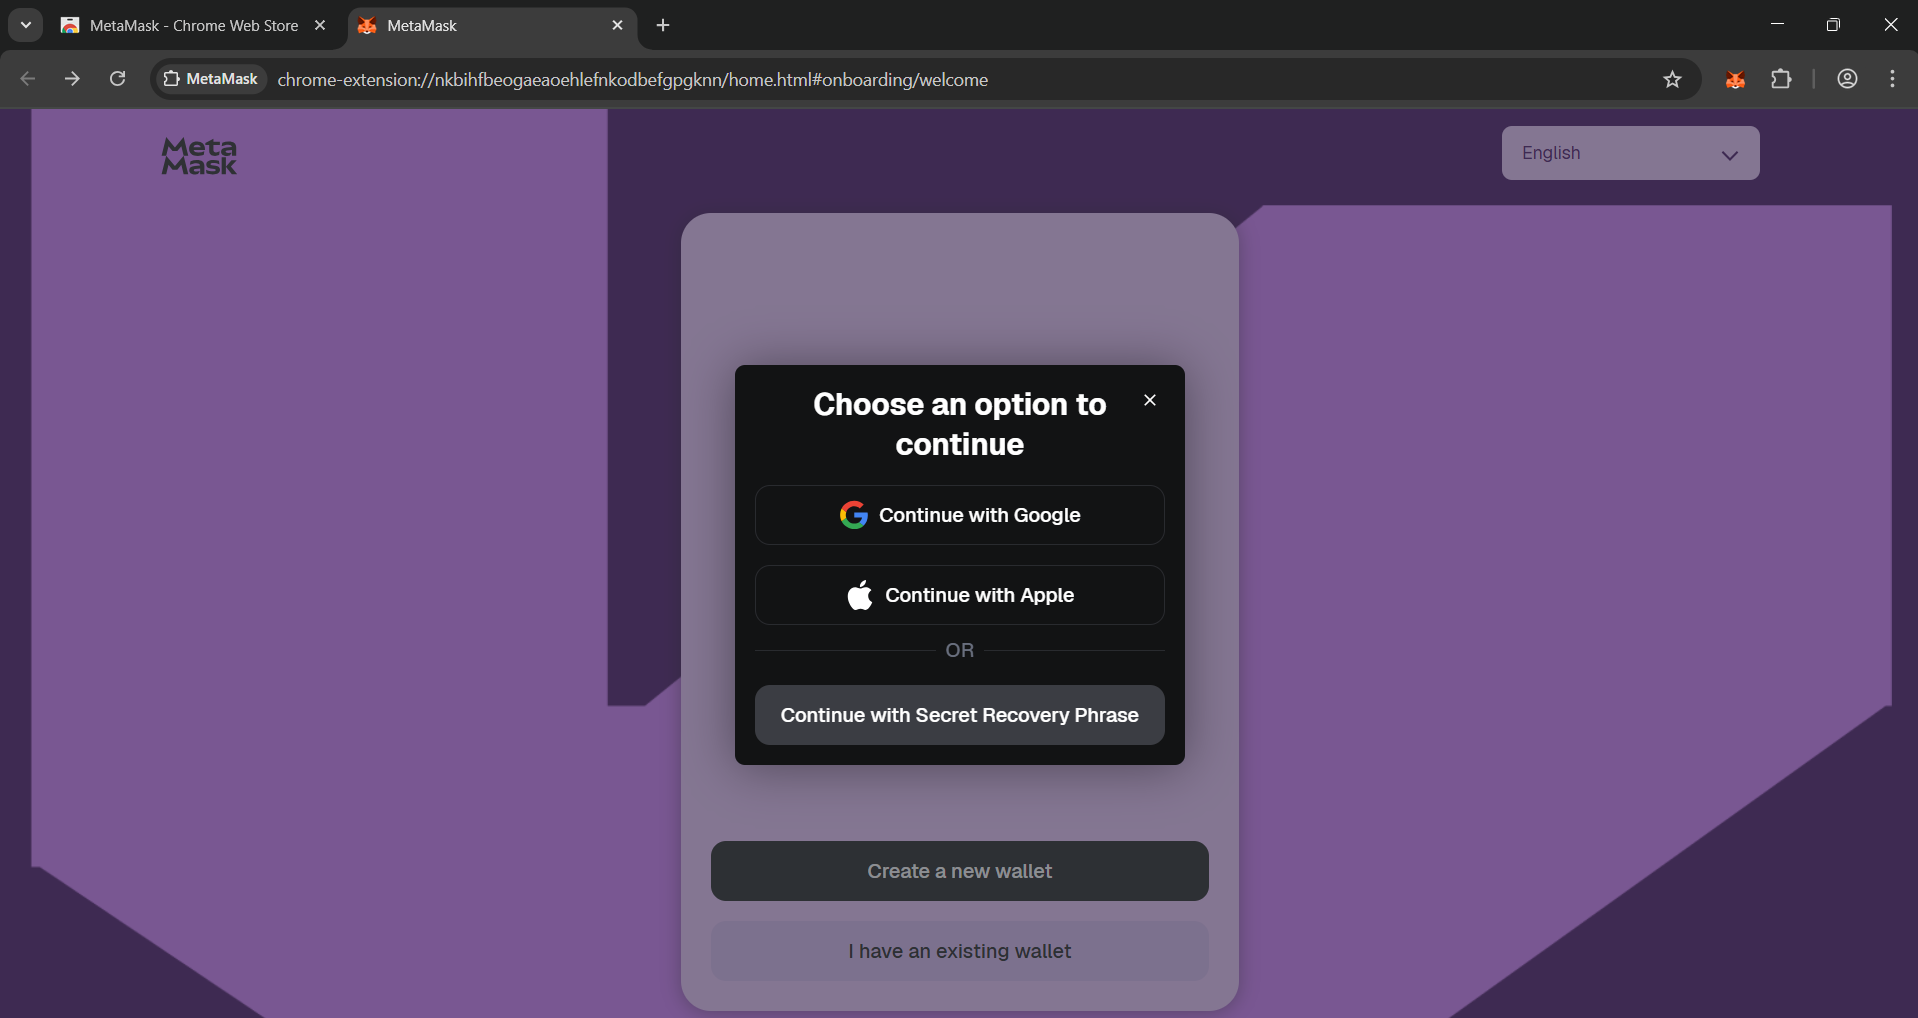 MetaMask - Chrome Web Store
MetaMask
MetaMask
chrome-extension://nkbihfbeogaeaoehlefnkodbefgpgknn/home.html#onboarding/welcome
Meta
Mask
English
Choose an option to
continue
Continue with Google
Continue with Apple
OR
Continue with Secret Recovery Phrase
Create a new wallet
I have an existing wallet